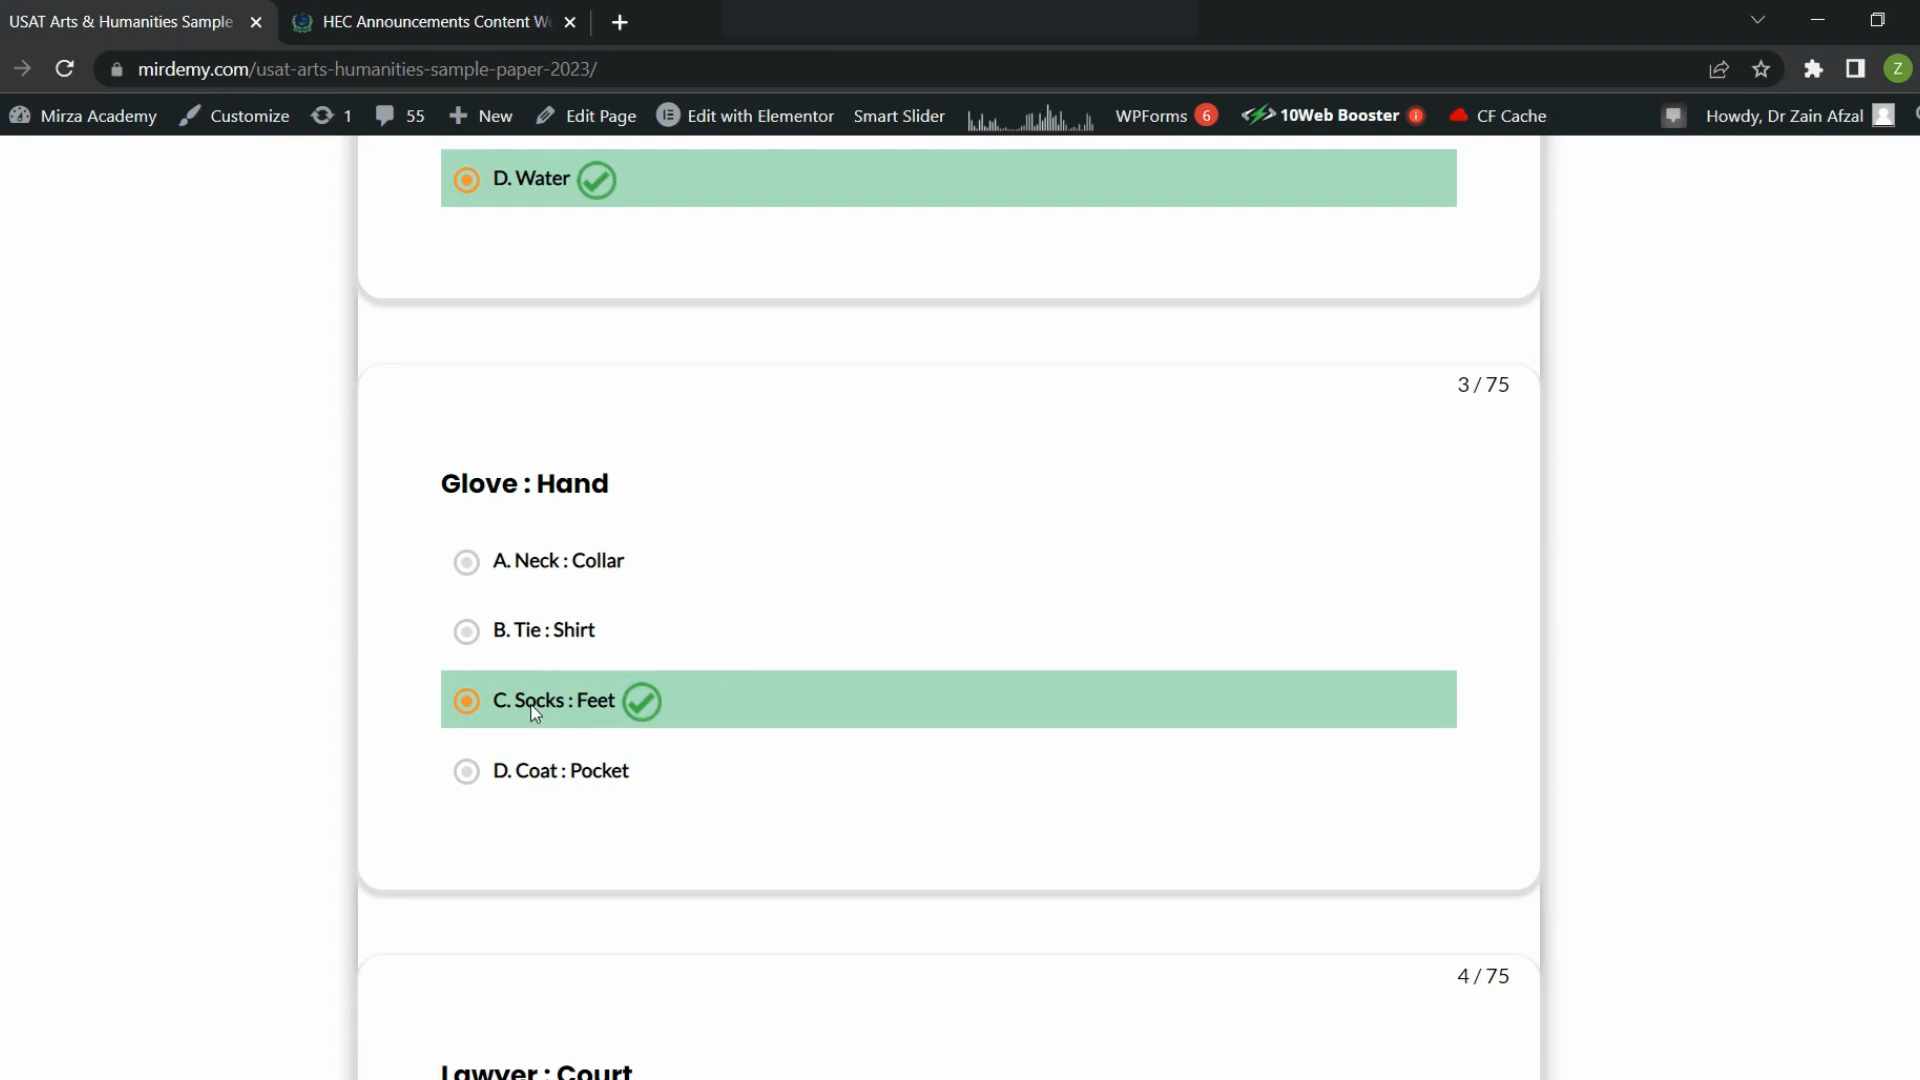 USAT Arts & Humanities Sample
HEC Announcements Content
mirdemy.com/usat-arts-humanities-sample-paper-2023/
Z
Mirza Academy
Customize
1
55
New
Edit Page
Edit with Elementor
Smart Slider
WPForms 6
10Web Booster
CF Cache
Howdy, Dr Zain Afzal
D. Water
3 / 75
Glove : Hand
A. Neck : Collar
B. Tie : Shirt
C. Socks : Feet
D. Coat : Pocket
4 / 75
Lawyer : Court